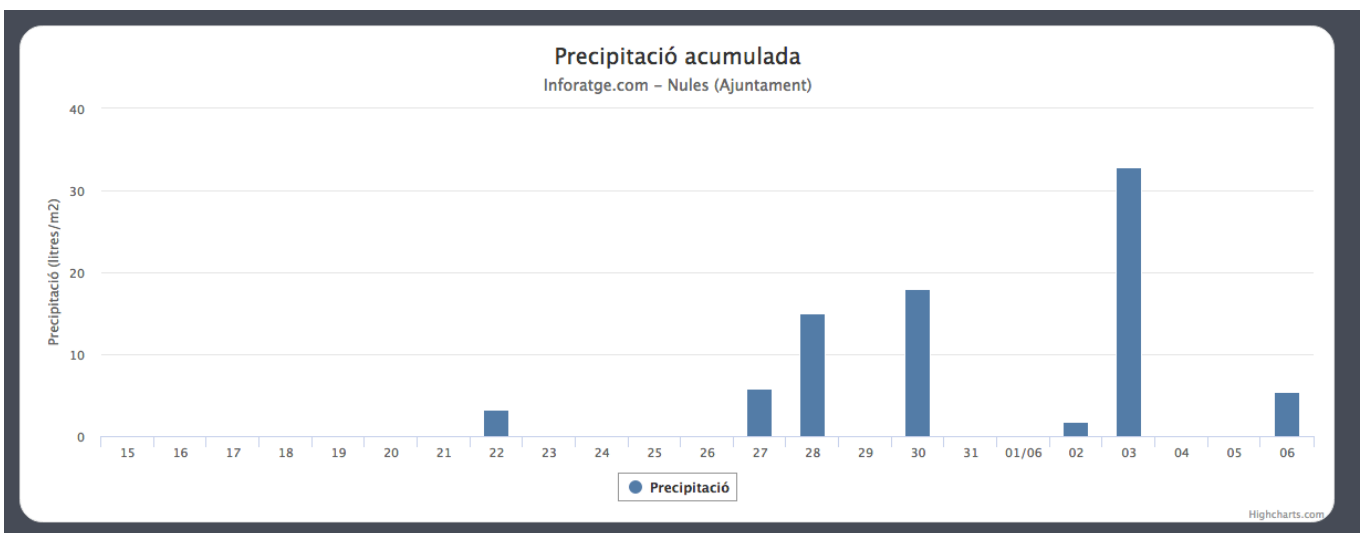 Precipitació acumulada
Inforatge.com – Nules (Ajuntament)
Precipitació (litres/m2)
40
30
20
10
0
15 16 17 18 19 20 21 22 23 24 25 26 27 28 29 30 31 01/06 02 03 04 05 06
Precipitació
Highcharts.com